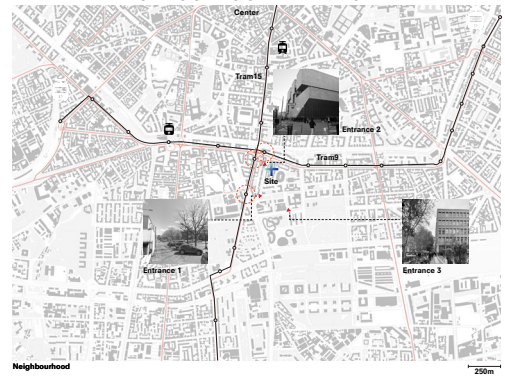 Center
Tram15
Entrance 2
Tram9
Site
Entrance 1
Entrance 3
Neighbourhood
250m